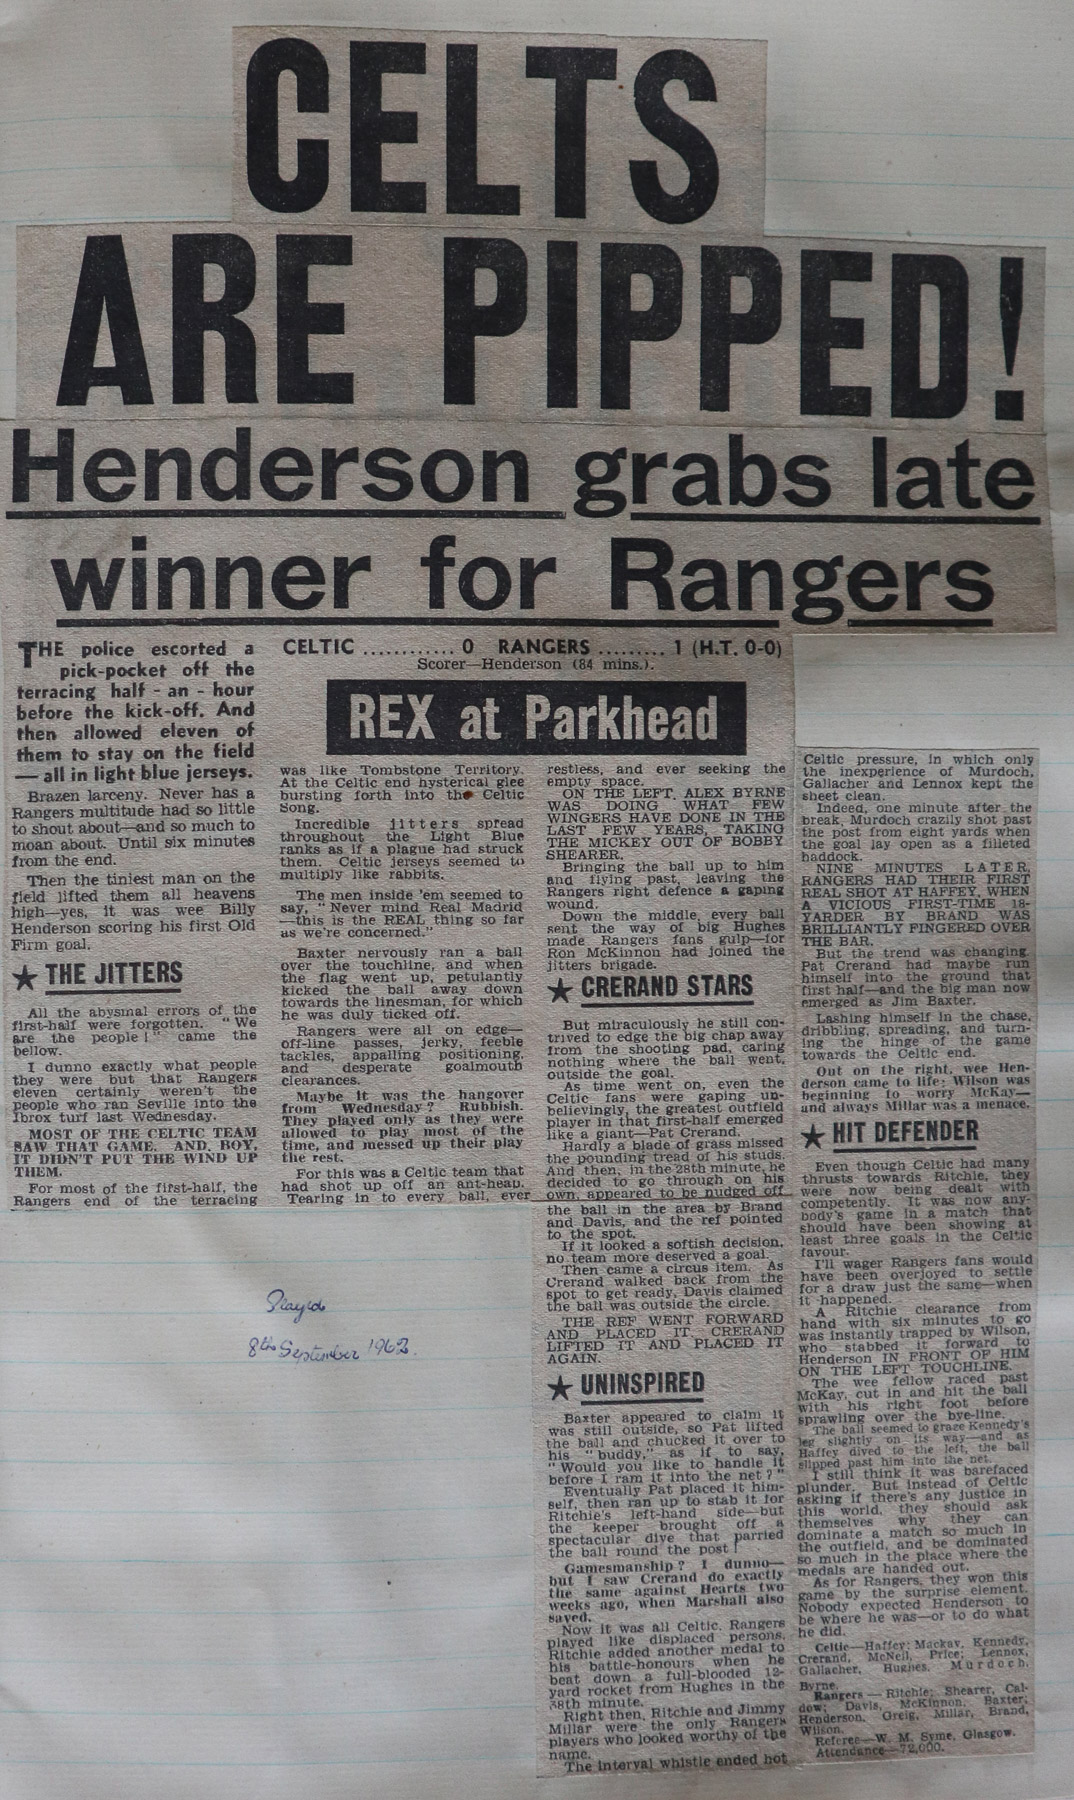 CELTS
ARE PIPPED!
Henderson grabs late
winner for Rangers
THE police escorted a
pick-pocket off the
terracing half-an-hour
before the kick-off. And
then allowed eleven of
them to stay on the field
— all in light blue jerseys.
Brazen larceny. Never has a
Rangers multitude had so little
to shout about—and so much to
moan about. Until six minutes
from the end.
Then the tiniest man on the
field lifted them all heavens
high—yes, it was wee Billy
Henderson scoring his first Old
Firm goal.
★ THE JITTERS
All the abysmal errors of the
first-half were forgotten. "We
are the people!" came the
bellow.
I dunno exactly what people
they were but that Rangers
eleven certainly weren't the
people who ran Seville into the
Ibrox turf last Wednesday.
MOST OF THE CELTIC TEAM
SAW THAT GAME. AND, BOY,
IT DIDN'T PUT THE WIND UP
THEM.
For most of the first-half, the
Rangers end of the terracing
CELTIC ............ 0 RANGERS ......... 1 (H.T. 0-0)
Scorer—Henderson (84 mins.).
REX at Parkhead
was like Tombstone Territory.
At the Celtic end hysterical glee
bursting forth into the Celtic
Song.
Incredible jitters spread
throughout the Light Blue
ranks as if a plague had struck
them. Celtic jerseys seemed to
multiply like rabbits.
The men inside 'em seemed to
say, "Never mind Real Madrid
—this is the REAL thing so far
as we're concerned."
Baxter nervously ran a ball
over the touchline, and when
the flag went up, petulantly
kicked the ball away down
towards the linesman, for which
he was duly ticked off.
Rangers were all on edge—
off-line passes, jerky, feeble
tackles, appalling positioning,
and desperate goalmouth
clearances.
Maybe it was the hangover
from Wednesday? Rubbish.
They played only as they were
allowed to play most of the
time, and messed up their play
the rest.
For this was a Celtic team that
had shot up off an ant-heap.
Tearing in to every ball, ever
restless, and ever seeking the
empty space.
ON THE LEFT, ALEX BYRNE
WAS DOING WHAT FEW
WINGERS HAVE DONE IN THE
LAST FEW YEARS, TAKING
THE MICKEY OUT OF BOBBY
SHEARER.
Bringing the ball up to him
and flying past, leaving the
Rangers right defence a gaping
wound.
Down the middle, every ball
sent the way of big Hughes
made Rangers fans gulp—for
Ron McKinnon had joined the
jitters brigade.
★ CRERAND STARS
But miraculously he still con-
trived to edge the big chap away
from the shooting pad, caring
nothing where the ball went,
outside the goal.
As time went on, even the
Celtic fans were gaping un-
believingly, the greatest outfield
player in that first-half emerged
like a giant—Pat Crerand.
Hardly a blade of grass missed
the pounding tread of his studs.
And then, in the 28th minute, he
decided to go through on his
own, appeared to be nudged off
the ball in the area by Brand
and Davis, and the ref pointed
to the spot.
If it looked a softish decision,
no team more deserved a goal.
Then came a circus item. As
Crerand walked back from the
spot to get ready, Davis claimed
the ball was outside the circle.
THE REF WENT FORWARD
AND PLACED IT. CRERAND
LIFTED IT AND PLACED IT
AGAIN.
★ UNINSPIRED
Baxter appeared to claim it
was still outside, so Pat lifted
the ball and chucked it over to
his "buddy," as if to say,
"Would you like to handle it
before I ram it into the net?"
Eventually Pat placed it him-
self, then ran up to stab it for
Ritchie's left-hand side—but
the keeper brought off a
spectacular dive that parried
the ball round the post!
Gamesmanship? I dunno—
but I saw Crerand do exactly
the same against Hearts two
weeks ago, when Marshall also
saved.
Now it was all Celtic. Rangers
played like displaced persons.
Ritchie added another medal to
his battle-honours when he
beat down a full-blooded 12-
yard rocket from Hughes in the
38th minute.
Right then, Ritchie and Jimmy
Millar were the only Rangers
players who looked worthy of the
name.
The interval whistle ended hot
Celtic pressure, in which only
the inexperience of Murdoch,
Gallacher and Lennox kept the
sheet clean.
Indeed, one minute after the
break, Murdoch crazily shot past
the post from eight yards when
the goal lay open as a filleted
haddock.
NINE MINUTES LATER,
RANGERS HAD THEIR FIRST
REAL SHOT AT HAFFEY, WHEN
A VICIOUS FIRST-TIME 18-
YARDER BY BRAND WAS
BRILLIANTLY FINGERED OVER
THE BAR.
But the trend was changing.
Pat Crerand had maybe run
himself into the ground that
first half—and the big man now
emerged as Jim Baxter.
Lashing himself in the chase,
dribbling, spreading, and turn-
ing the hinge of the game
towards the Celtic end.
Out on the right, wee Hen-
derson came to life; Wilson was
beginning to worry McKay—
and always Millar was a menace.
★ HIT DEFENDER
Even though Celtic had many
thrusts towards Ritchie, they
were now being dealt with
competently. It was now any-
body's game in a match that
should have been showing at
least three goals in the Celtic
favour.
I'll wager Rangers fans would
have been overjoyed to settle
for a draw just the same—when
it happened.
A Ritchie clearance from
hand with six minutes to go
was instantly trapped by Wilson,
who stabbed it forward to
Henderson IN FRONT OF HIM
ON THE LEFT TOUCHLINE.
The wee fellow raced past
McKay, cut in and hit the ball
with his right foot before
sprawling over the bye-line.
The ball seemed to graze Kennedy's
leg slightly on its way—and as
Haffey dived to the left, the ball
slipped past him into the net.
I still think it was barefaced
plunder. But instead of Celtic
asking if there's any justice in
this world, they should ask
themselves why they can
dominate a match so much in
the outfield, and be dominated
so much in the place where the
medals are handed out.
As for Rangers, they won this
game by the surprise element.
Nobody expected Henderson to
be where he was—or to do what
he did.
Celtic—Haffey; Mackay, Kennedy,
Crerand, McNeil, Price; Lennox,
Gallacher, Hughes, Murdoch,
Byrne.
Rangers — Ritchie; Shearer, Cal-
dow; Davis, McKinnon, Baxter;
Henderson, Greig, Millar, Brand,
Wilson.
Referee—W. M. Syme, Glasgow.
Attendance—72,000.
Played
8th September 1962.